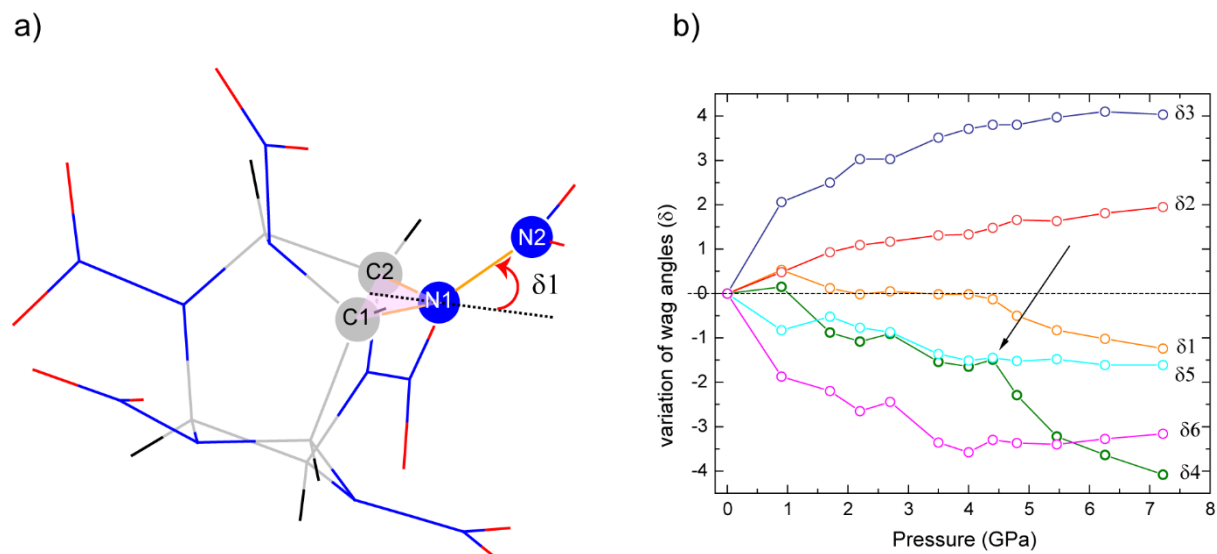 a)
N2
C2
N1
δ1
C1
b)
variation of wag angles (δ)
4
3
2
1
0
-1
-2
-3
-4
δ3
δ2
δ1
δ5
δ6
δ4
0 1 2 3 4 5 6 7 8
Pressure (GPa)